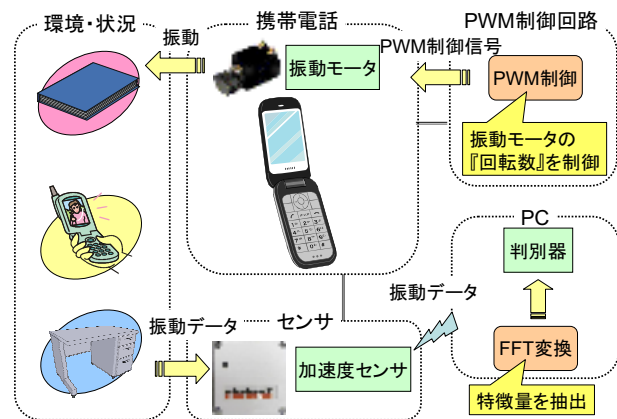 環境・状況
携帯電話
PWM制御回路
振動
振動モータ
PWM制御信号
PWM制御
振動モータの
『回転数』を制御
PC
判別器
振動データ
FFT変換
特徴量を抽出
振動データ
センサ
加速度センサ